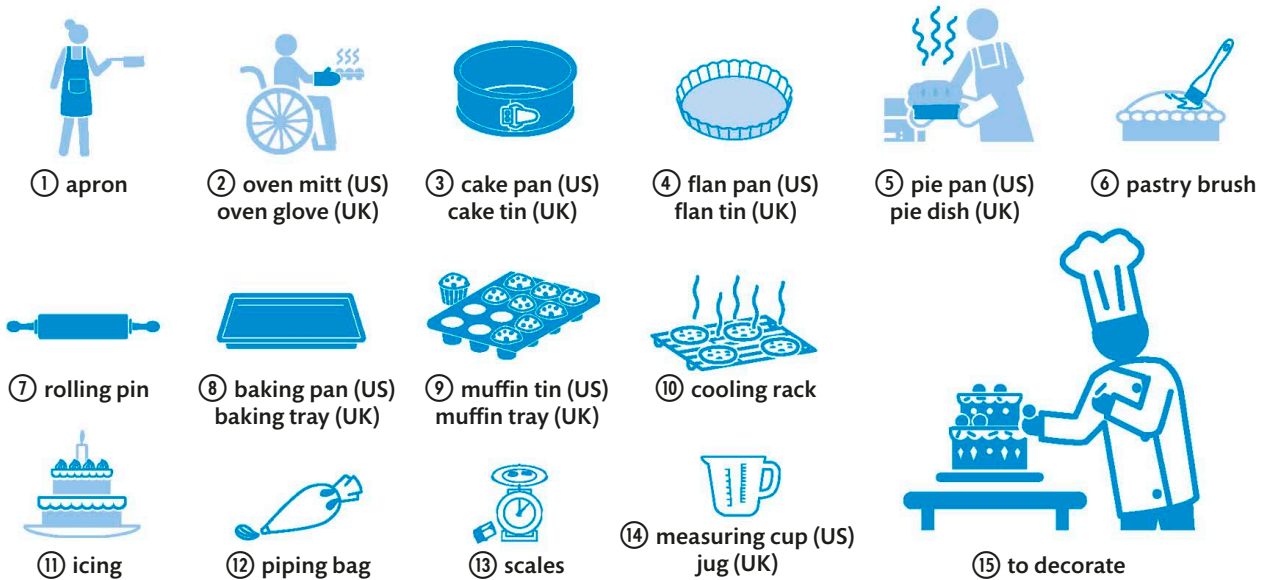 ① apron
② oven mitt (US)
oven glove (UK)
③ cake pan (US)
cake tin (UK)
④ flan pan (US)
flan tin (UK)
⑤ pie pan (US)
pie dish (UK)
⑥ pastry brush
⑦ rolling pin
⑧ baking pan (US)
baking tray (UK)
⑨ muffin tin (US)
muffin tray (UK)
⑩ cooling rack
⑪ icing
⑫ piping bag
⑬ scales
⑭ measuring cup (US)
jug (UK)
⑮ to decorate